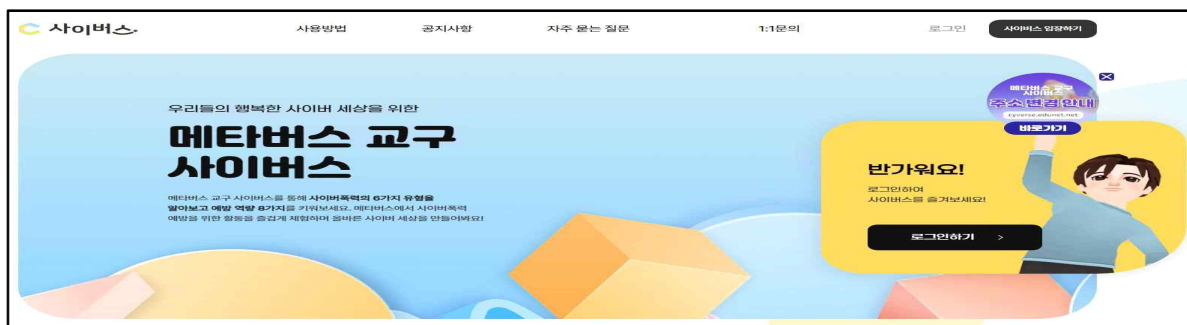 사이버스
사용방법
공지사항
자주 묻는 질문
1:1문의
로그인
사이버스 입장하기
우리들의 행복한 사이버 세상을 위한
메타버스 교구
사이버스
메타버스 교구 사이버스를 통해 사이버폭력의 6가지 유형을
알아보고 예방 역량 8가지를 키워보세요. 메타버스에서 사이버폭력
예방을 위한 활동을 즐겁게 체험하며 올바른 사이버 세상을 만들어봐요!
메타버스 교구
사이버스
주소 변경 안내
cyverse.edunet.net
바로가기
반가워요!
로그인하여
사이버스를 즐겨보세요!
로그인하기 >